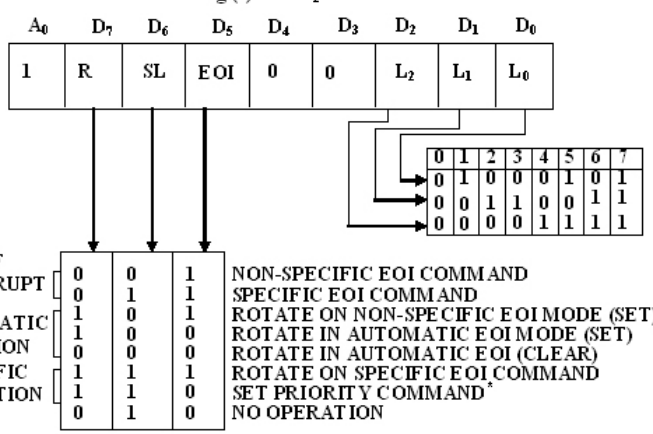 A0 D7 D6 D5 D4 D3 D2 D1 D0
1 R SL EOI 0 0 L2 L1 L0
0 1 2 3 4 5 6 7
0 1 0 0 0 1 0 1
0 0 1 1 0 0 1 1
0 0 0 0 1 1 1 1
RUPT 0 0 1 NON-SPECIFIC EOI COMMAND
0 1 1 SPECIFIC EOI COMMAND
ATIC 1 0 1 ROTATE ON NON-SPECIFIC EOI MODE (SET)
ION 1 0 0 ROTATE IN AUTOMATIC EOI MODE (SET)
0 0 0 ROTATE IN AUTOMATIC EOI (CLEAR)
FIC 1 1 1 ROTATE ON SPECIFIC EOI COMMAND
TION 1 1 0 SET PRIORITY COMMAND*
0 1 0 NO OPERATION